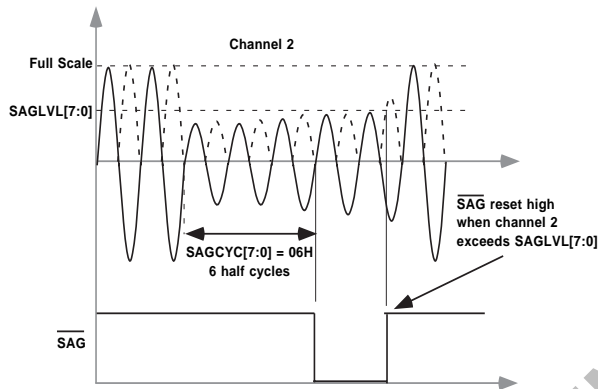 Channel 2
Full Scale
SAGLVL[7:0]
SAG reset high
when channel 2
exceeds SAGLVL[7:0]
SAGCYC[7:0] = 06H
6 half cycles
SAG